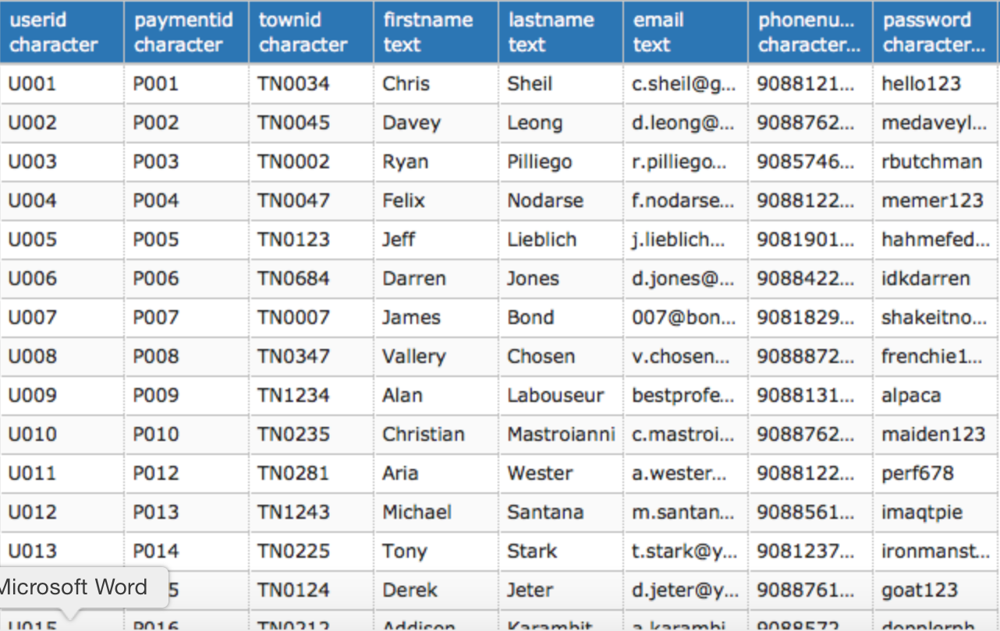 userid paymentid townid firstname lastname email phonenu... password
character character character text text text character... character...
U001 P001 TN0034 Chris Sheil c.sheil@g... 9088121... hello123
U002 P002 TN0045 Davey Leong d.leong@... 9088762... medaveyl...
U003 P003 TN0002 Ryan Pilliego r.pilliego... 9085746... rbutchman
U004 P004 TN0047 Felix Nodarse f.nodarse... 9088122... memer123
U005 P005 TN0123 Jeff Lieblich j.lieblich... 9081901... hahmefed...
U006 P006 TN0684 Darren Jones d.jones@... 9088422... idkdarren
U007 P007 TN0007 James Bond 007@bon... 9081829... shakeitno...
U008 P008 TN0347 Vallery Chosen v.chosen... 9088872... frenchie1...
U009 P009 TN1234 Alan Labouseur bestprofe... 9088131... alpaca
U010 P010 TN0235 Christian Mastroianni c.mastroi... 9088762... maiden123
U011 P012 TN0281 Aria Wester a.wester... 9088122... perf678
U012 P013 TN1243 Michael Santana m.santan... 9088561... imaqtpie
U013 P014 TN0225 Tony Stark t.stark@y... 9081237... ironmanst...
Microsoft Word 5 TN0124 Derek Jeter d.jeter@y... 9088761... goat123
U015 P016 TN0212 Addison Karambit a.karambi... 9088572...